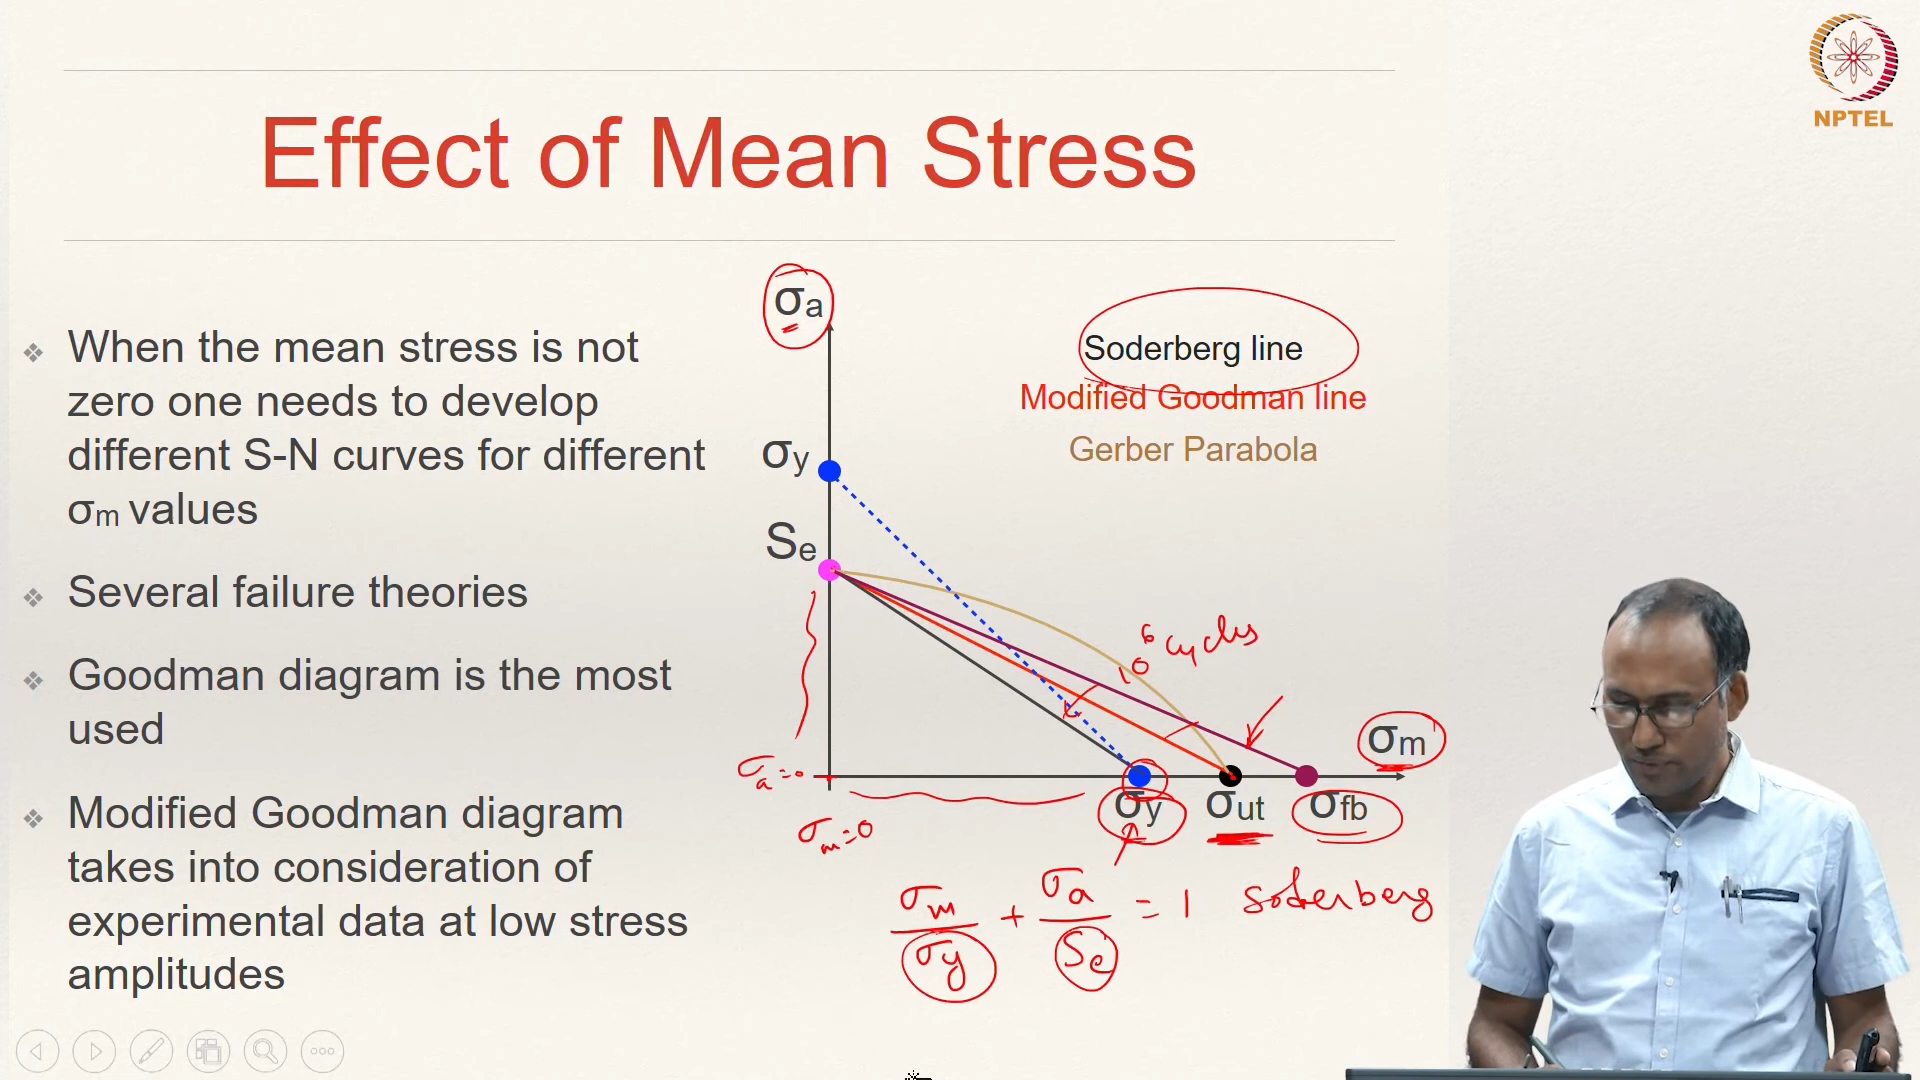 NPTEL
Effect of Mean Stress
❖ When the mean stress is not
zero one needs to develop
different S-N curves for different
σm values
❖ Several failure theories
❖ Goodman diagram is the most
used
❖ Modified Goodman diagram
takes into consideration of
experimental data at low stress
amplitudes
σa
Soderberg line
Modified Goodman line
Gerber Parabola
σy
Se
10⁶ cycles
σm
σa=0
σy σut σfb
σm=0
σm/σy + σa/Se = 1 Soderberg